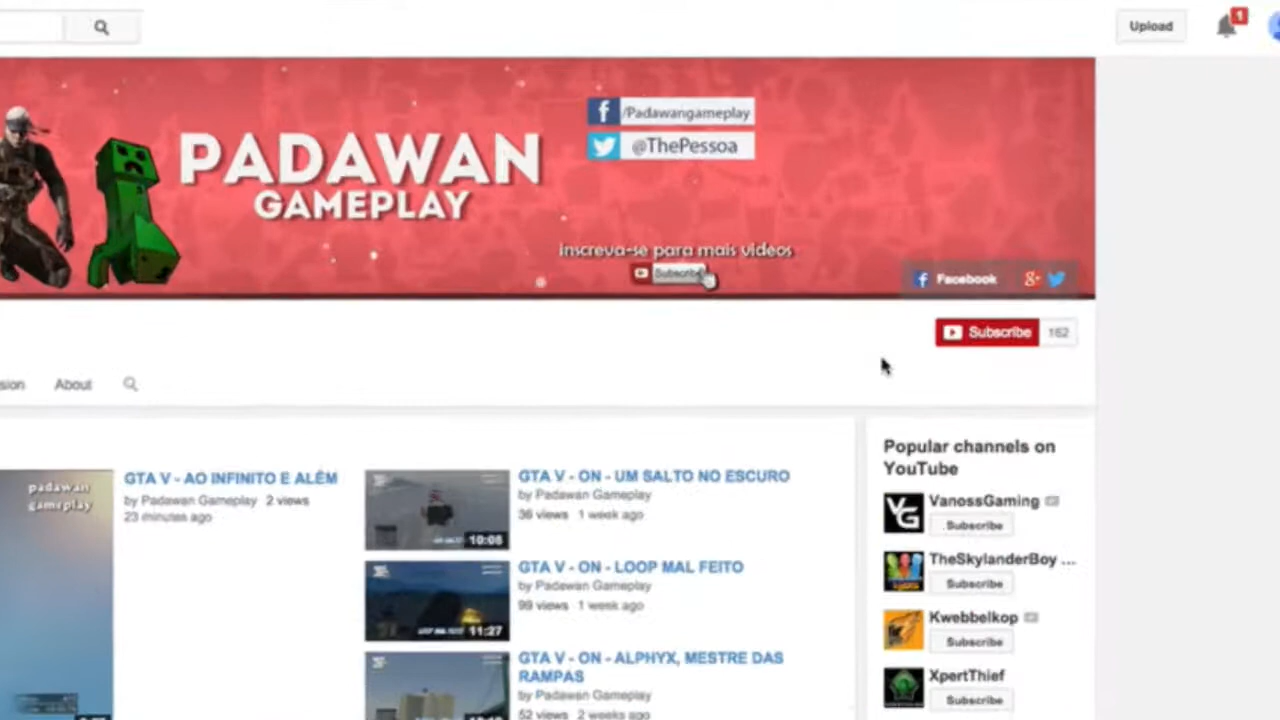 Upload
1
/Padawangameplay
@ThePessoa
PADAWAN
GAMEPLAY
inscreva-se para mais videos
Subscribe
Facebook
Subscribe 162
About
padawan
gameplay
GTA V - AO INFINITO E ALÉM
by Padawan Gameplay 2 views
23 minutes ago
10:08
GTA V - ON - UM SALTO NO ESCURO
by Padawan Gameplay
36 views 1 week ago
11:27
GTA V - ON - LOOP MAL FEITO
by Padawan Gameplay
99 views 1 week ago
GTA V - ON - ALPHYX, MESTRE DAS
RAMPAS
by Padawan Gameplay
52 views 2 weeks ago
Popular channels on
YouTube
VG
VanossGaming
Subscribe
TheSkylanderBoy ...
Subscribe
Kwebbelkop
Subscribe
XpertThief
Subscribe